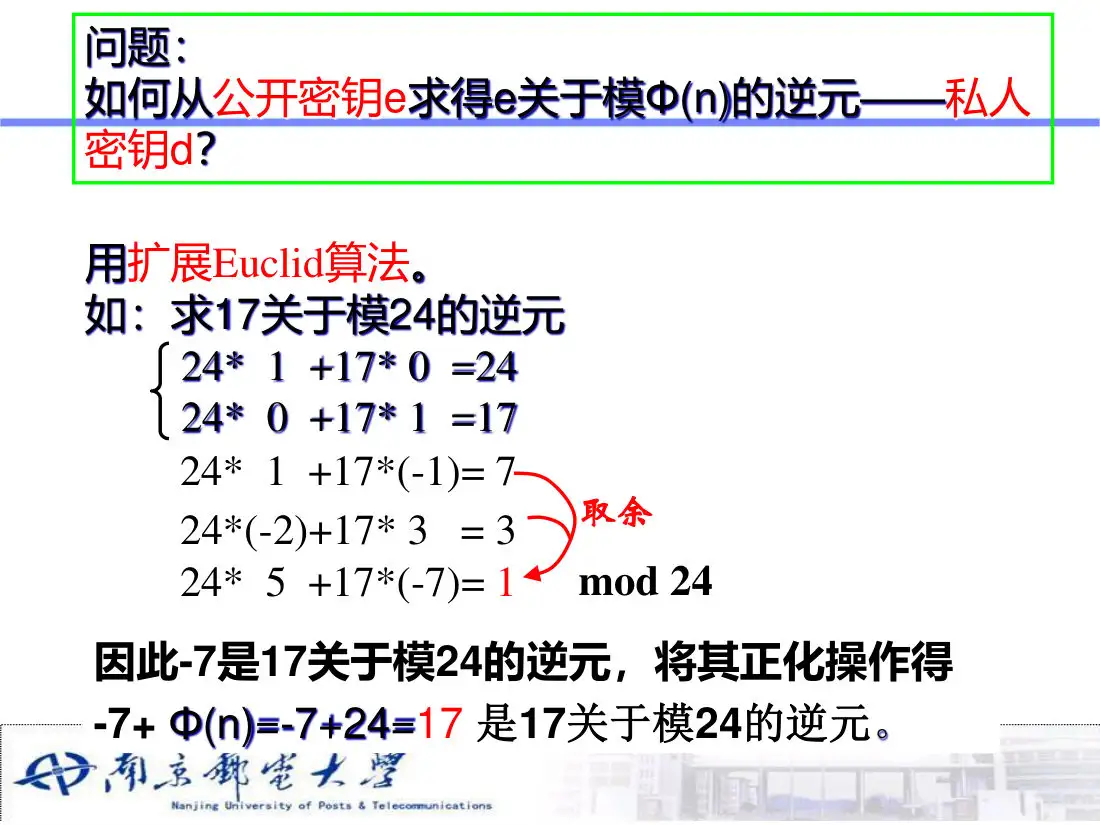 问题：
如何从公开密钥e求得e关于模Φ(n)的逆元——私人
密钥d？
用扩展Euclid算法。
如：求17关于模24的逆元
24* 1 +17* 0 =24
24* 0 +17* 1 =17
24* 1 +17*(-1)= 7
24*(-2)+17* 3 = 3
取余
24* 5 +17*(-7)= 1 mod 24
因此-7是17关于模24的逆元，将其正化操作得
-7+ Φ(n)=-7+24=17 是17关于模24的逆元。
南京邮电大学
Nanjing University of Posts & Telecommunications